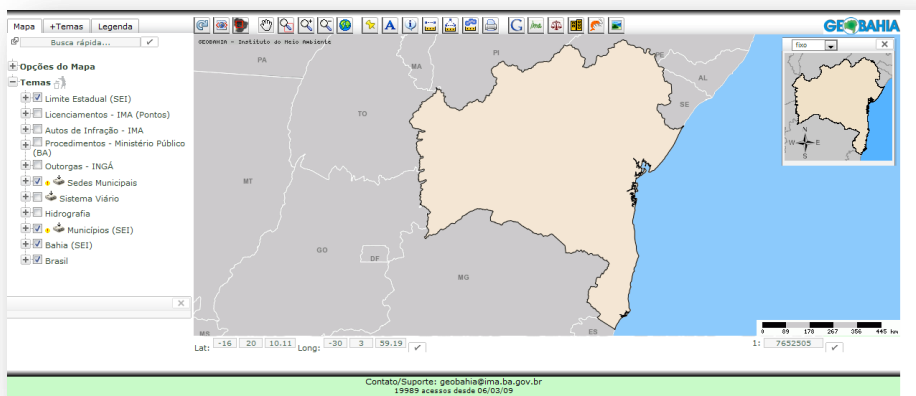 Mapa +Temas Legenda
Busca rápida...
Opções do Mapa
Temas
Limite Estadual (SEI)
Licenciamentos - IMA (Pontos)
Autos de Infração - IMA
Procedimentos - Ministério Público
(BA)
Outorgas - INGÁ
Sedes Municipais
Sistema Viário
Hidrografia
Municípios (SEI)
Bahia (SEI)
Brasil
A i G
GEOBAHIA
GEOBAHIA - Instituto do Meio Ambiente
fixo
PA
MA
PI
PE
AL
SE
TO
MT
GO
DF
MG
ES
MS
N
W E
S
0 89 178 267 356 445 km
Lat: -16 20 10.11 Long: -30 3 59.19
1: 7652505
Contato/Suporte: geobahia@ima.ba.gov.br
19989 acessos desde 06/03/09